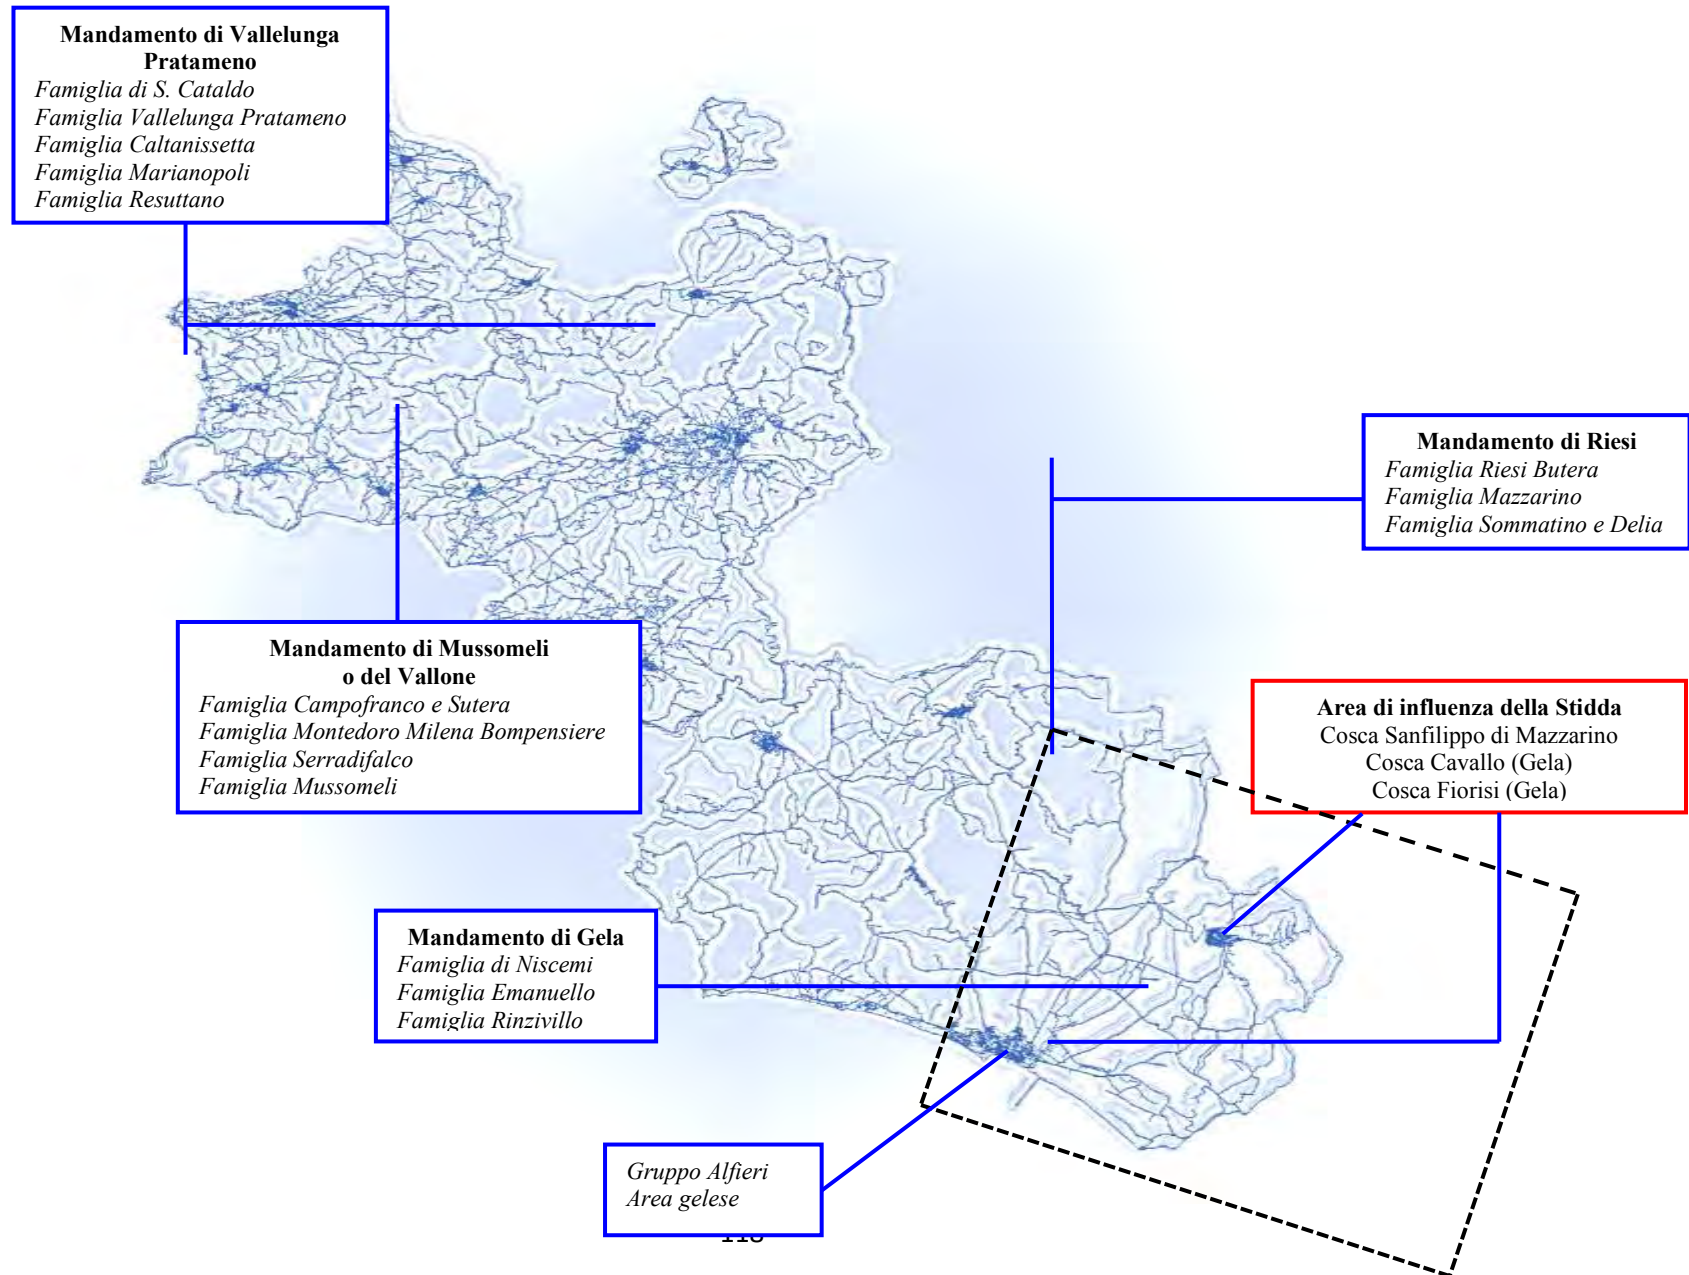 Mandamento di Vallelunga
Pratameno
Famiglia di S. Cataldo
Famiglia Vallelunga Pratameno
Famiglia Caltanissetta
Famiglia Marianopoli
Famiglia Resuttano
Mandamento di Riesi
Famiglia Riesi Butera
Famiglia Mazzarino
Famiglia Sommatino e Delia
Mandamento di Mussomeli
o del Vallone
Famiglia Campofranco e Sutera
Famiglia Montedoro Milena Bompensiere
Famiglia Serradifalco
Famiglia Mussomeli
Area di influenza della Stidda
Cosca Sanfilippo di Mazzarino
Cosca Cavallo (Gela)
Cosca Fiorisi (Gela)
Mandamento di Gela
Famiglia di Niscemi
Famiglia Emanuello
Famiglia Rinzivillo
Gruppo Alfieri
Area gelese